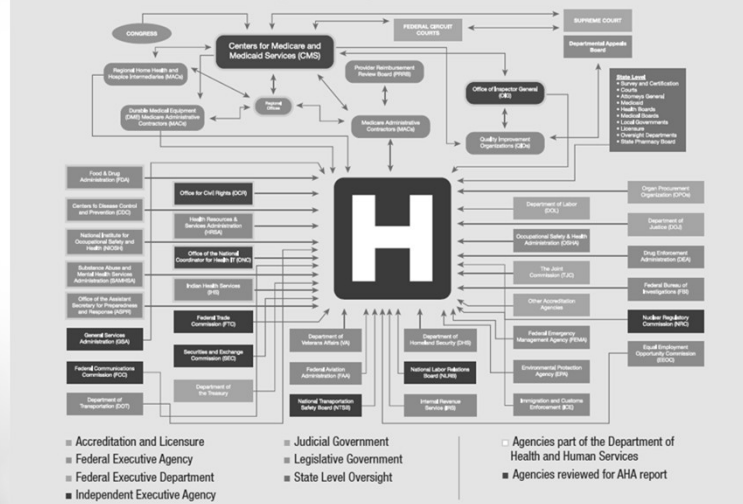 CONGRESS
FEDERAL CIRCUIT
COURTS
SUPREME COURT
Departmental Appeals
Board
Centers for Medicare and
Medicaid Services (CMS)
Regional Home Health and
Hospice Intermediaries (MACs)
Provider Reimbursement
Review Board (PRRB)
Office of Inspector General
(OIG)
Durable Medical Equipment
(DME) Medicare Administrative
Contractors (MACs)
Regional
Offices
Medicare Administrative
Contractors (MACs)
Quality Improvement
Organizations (QIOs)
State Level
• Survey and Certification
• Courts
• Attorneys General
• Medicaid
• Health Boards
• Medical Boards
• Local Governments
• Licensure
• Oversight Departments
• State Pharmacy Board
H
Food & Drug
Administration (FDA)
Centers to Disease Control
and Prevention (CDC)
National Institute for
Occupational Safety and
Health (NIOSH)
Substance Abuse and
Mental Health Services
Administration (SAMHSA)
Office of the Assistant
Secretary for Preparedness
and Response (ASPR)
General Services
Administration (GSA)
Federal Communications
Commission (FCC)
Department of
Transportation (DOT)
Office for Civil Rights (OCR)
Health Resources &
Services Administration
(HRSA)
Office of the National
Coordinator for Health IT (ONC)
Indian Health Services
(IHS)
Federal Trade
Commission (FTC)
Securities and Exchange
Commission (SEC)
Department of
the Treasury
Department of
Veterans Affairs (VA)
Federal Aviation
Administration (FAA)
National Transportation
Safety Board (NTSB)
Department of
Homeland Security (DHS)
National Labor Relations
Board (NLRB)
Internal Revenue
Service (IRS)
Department of Labor
(DOL)
Occupational Safety & Health
Administration (OSHA)
The Joint
Commission (TJC)
Other Accreditation
Agencies
Federal Emergency
Management Agency (FEMA)
Environmental Protection
Agency (EPA)
Immigration and Customs
Enforcement (ICE)
Organ Procurement
Organization (OPOs)
Department of
Justice (DOJ)
Drug Enforcement
Administration (DEA)
Federal Bureau of
Investigations (FBI)
Nuclear Regulatory
Commission (NRC)
Equal Employment
Opportunity Commission
(EEOC)
Accreditation and Licensure
Federal Executive Agency
Federal Executive Department
Independent Executive Agency
Judicial Government
Legislative Government
State Level Oversight
Agencies part of the Department of
Health and Human Services
Agencies reviewed for AHA report